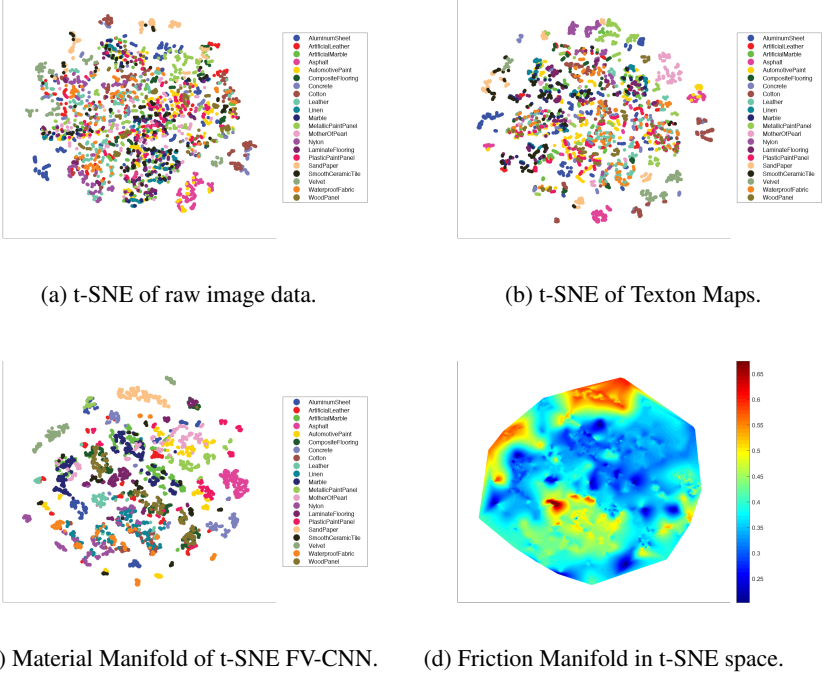 AluminumSheet
ArtificialLeather
ArtificialMarble
Asphalt
AutomotivePaint
CompositeFlooring
Concrete
Cotton
Leather
Linen
Marble
MetallicPaintPanel
MotherOfPearl
Nylon
LaminateFlooring
PlasticPaintPanel
SandPaper
SmoothCeramicTile
Velvet
WaterproofFabric
WoodPanel
AluminumSheet
ArtificialLeather
ArtificialMarble
Asphalt
AutomotivePaint
CompositeFlooring
Concrete
Cotton
Leather
Linen
Marble
MetallicPaintPanel
MotherOfPearl
Nylon
LaminateFlooring
PlasticPaintPanel
SandPaper
SmoothCeramicTile
Velvet
WaterproofFabric
WoodPanel
(a) t-SNE of raw image data.
(b) t-SNE of Texton Maps.
AluminumSheet
ArtificialLeather
ArtificialMarble
Asphalt
AutomotivePaint
CompositeFlooring
Concrete
Cotton
Leather
Linen
Marble
MetallicPaintPanel
MotherOfPearl
Nylon
LaminateFlooring
PlasticPaintPanel
SandPaper
SmoothCeramicTile
Velvet
WaterproofFabric
WoodPanel
0.65
0.6
0.55
0.5
0.45
0.4
0.35
0.3
0.25
) Material Manifold of t-SNE FV-CNN.
(d) Friction Manifold in t-SNE space.